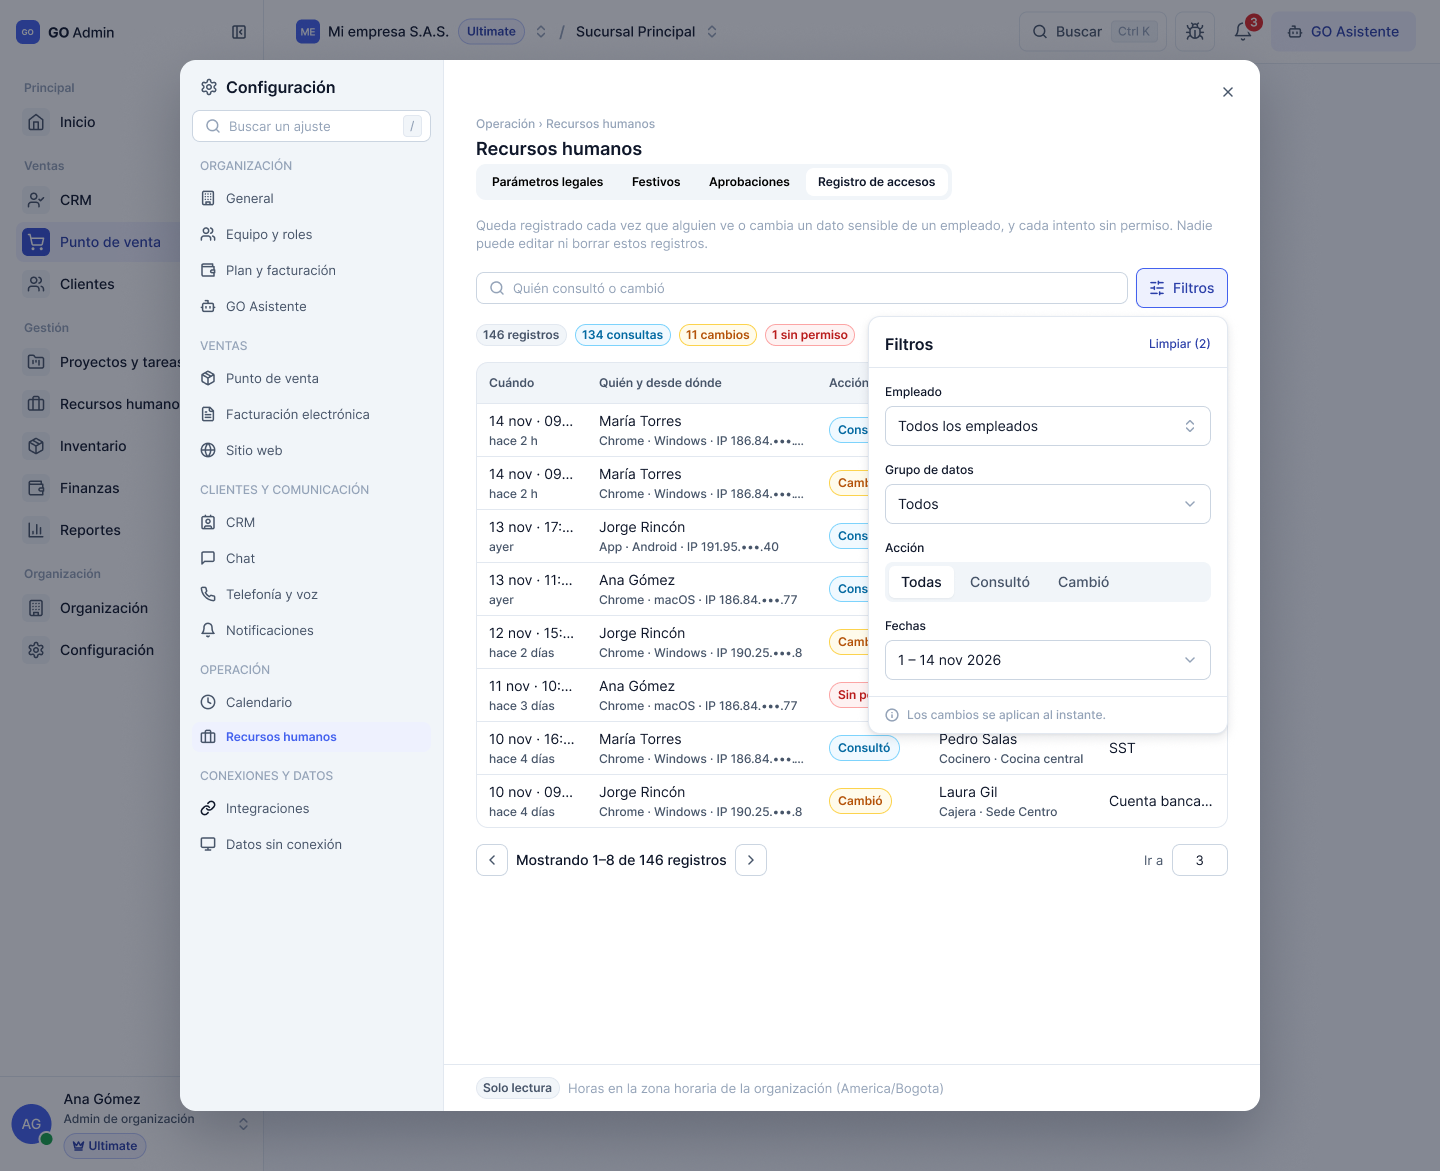 GO
GO Admin
ME
Mi empresa S.A.S.
Ultimate
/
Sucursal Principal
Buscar
Ctrl K
3
GO Asistente
Principal
Inicio
Ventas
CRM
Punto de venta
Clientes
Gestión
Proyectos y tareas
Recursos humano
Inventario
Finanzas
Reportes
Organización
Organización
Configuración
AG
Ana Gómez
Admin de organización
Ultimate
Configuración
Buscar un ajuste
/
ORGANIZACIÓN
General
Equipo y roles
Plan y facturación
GO Asistente
VENTAS
Punto de venta
Facturación electrónica
Sitio web
CLIENTES Y COMUNICACIÓN
CRM
Chat
Telefonía y voz
Notificaciones
OPERACIÓN
Calendario
Recursos humanos
CONEXIONES Y DATOS
Integraciones
Datos sin conexión
Operación › Recursos humanos
Recursos humanos
Parámetros legales
Festivos
Aprobaciones
Registro de accesos
Queda registrado cada vez que alguien ve o cambia un dato sensible de un empleado, y cada intento sin permiso. Nadie
puede editar ni borrar estos registros.
Quién consultó o cambió
Filtros
146 registros
134 consultas
11 cambios
1 sin permiso
Cuándo
Quién y desde dónde
Acción
14 nov · 09...
María Torres
hace 2 h
Chrome · Windows · IP 186.84.•••....
Cons
14 nov · 09...
María Torres
hace 2 h
Chrome · Windows · IP 186.84.•••....
Camb
13 nov · 17:...
Jorge Rincón
ayer
App · Android · IP 191.95.•••.40
Cons
13 nov · 11:...
Ana Gómez
ayer
Chrome · macOS · IP 186.84.•••.77
Cons
12 nov · 15:...
Jorge Rincón
hace 2 días
Chrome · Windows · IP 190.25.•••.8
Camb
11 nov · 10:...
Ana Gómez
hace 3 días
Chrome · macOS · IP 186.84.•••.77
Sin p
10 nov · 16:...
María Torres
hace 4 días
Chrome · Windows · IP 186.84.•••....
Consultó
Pedro Salas
Cocinero · Cocina central
SST
10 nov · 09...
Jorge Rincón
hace 4 días
Chrome · Windows · IP 190.25.•••.8
Cambió
Laura Gil
Cajera · Sede Centro
Cuenta banca...
Filtros
Limpiar (2)
Empleado
Todos los empleados
Grupo de datos
Todos
Acción
Todas
Consultó
Cambió
Fechas
1 – 14 nov 2026
Los cambios se aplican al instante.
Mostrando 1–8 de 146 registros
Ir a
3
Solo lectura
Horas en la zona horaria de la organización (America/Bogota)